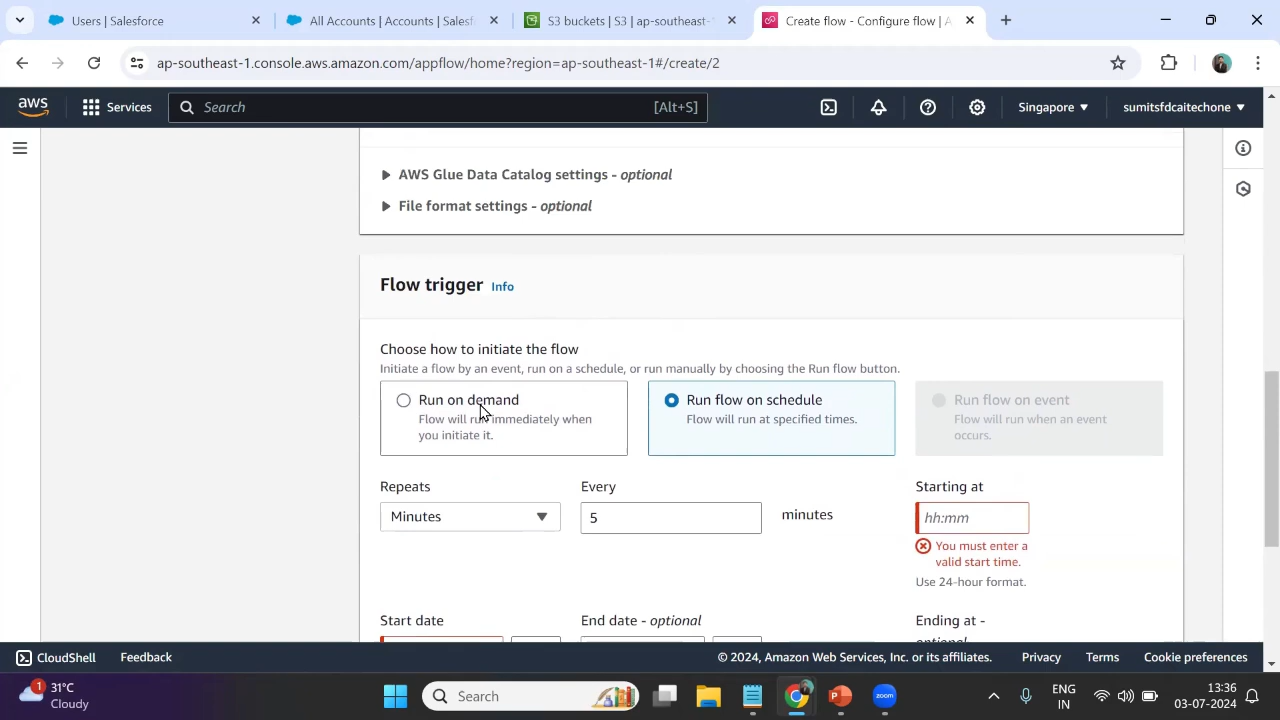 Users | Salesforce
All Accounts | Accounts | Salesf
S3 buckets | S3 | ap-southeast-
Create flow - Configure flow | A
ap-southeast-1.console.aws.amazon.com/appflow/home?region=ap-southeast-1#/create/2
aws
Services
Search
[Alt+S]
Singapore
sumitsfdcaitechone
AWS Glue Data Catalog settings - optional
File format settings - optional
Flow trigger Info
Choose how to initiate the flow
Initiate a flow by an event, run on a schedule, or run manually by choosing the Run flow button.
Run on demand
Flow will run immediately when
you initiate it.
Run flow on schedule
Flow will run at specified times.
Run flow on event
Flow will run when an event
occurs.
Repeats
Every
Starting at
Minutes
5
minutes
hh:mm
You must enter a
valid start time.
Use 24-hour format.
Start date
End date - optional
Ending at -
optional
CloudShell
Feedback
© 2024, Amazon Web Services, Inc. or its affiliates.
Privacy
Terms
Cookie preferences
1
31°C
Cloudy
Search
zoom
ENG
IN
13:36
03-07-2024